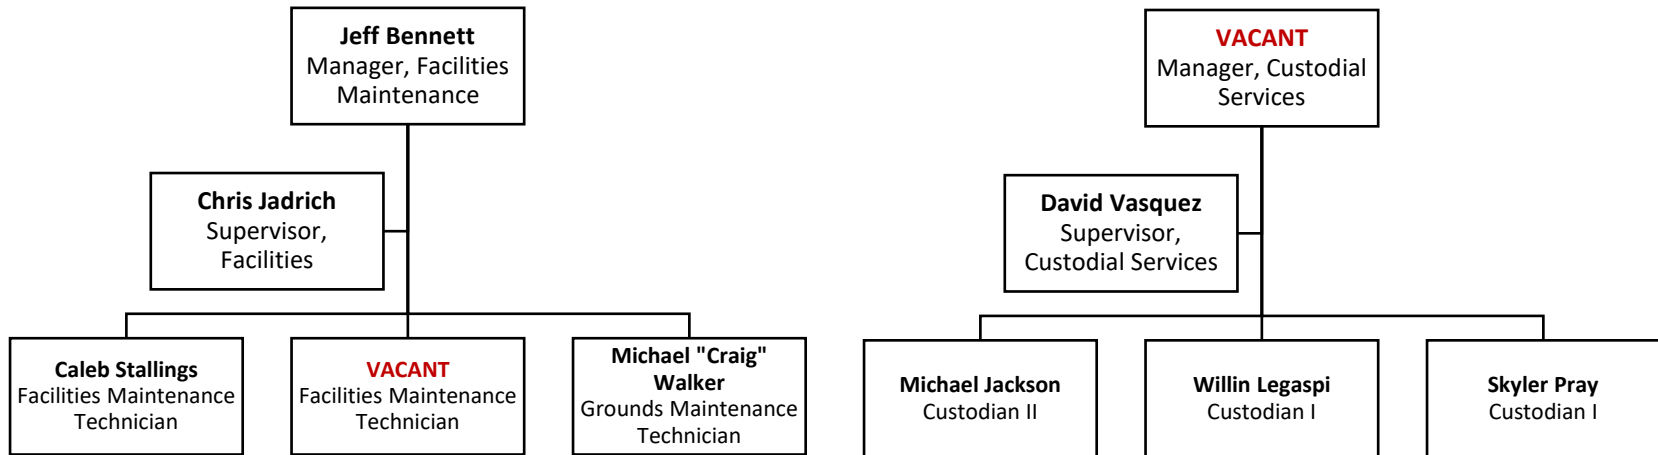 Jeff Bennett
Manager, Facilities
Maintenance
Chris Jadrich
Supervisor,
Facilities
Caleb Stallings
Facilities Maintenance
Technician
VACANT
Facilities Maintenance
Technician
Michael "Craig"
Walker
Grounds Maintenance
Technician
VACANT
Manager, Custodial
Services
David Vasquez
Supervisor,
Custodial Services
Michael Jackson
Custodian II
Willin Legaspi
Custodian I
Skyler Pray
Custodian I